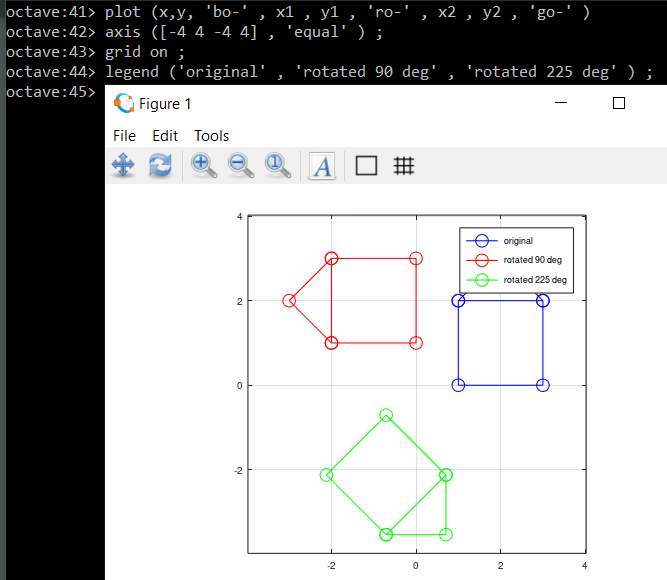 octave:41> plot (x,y, 'bo-' , x1 , y1 , 'ro-' , x2 , y2 , 'go-' )
octave:42> axis ([-4 4 -4 4] , 'equal' ) ;
octave:43> grid on ;
octave:44> legend ('original' , 'rotated 90 deg' , 'rotated 225 deg' ) ;
octave:45>
Figure 1
File Edit Tools
A
4
original
rotated 90 deg
rotated 225 deg
2
0
-2
-2 0 2 4